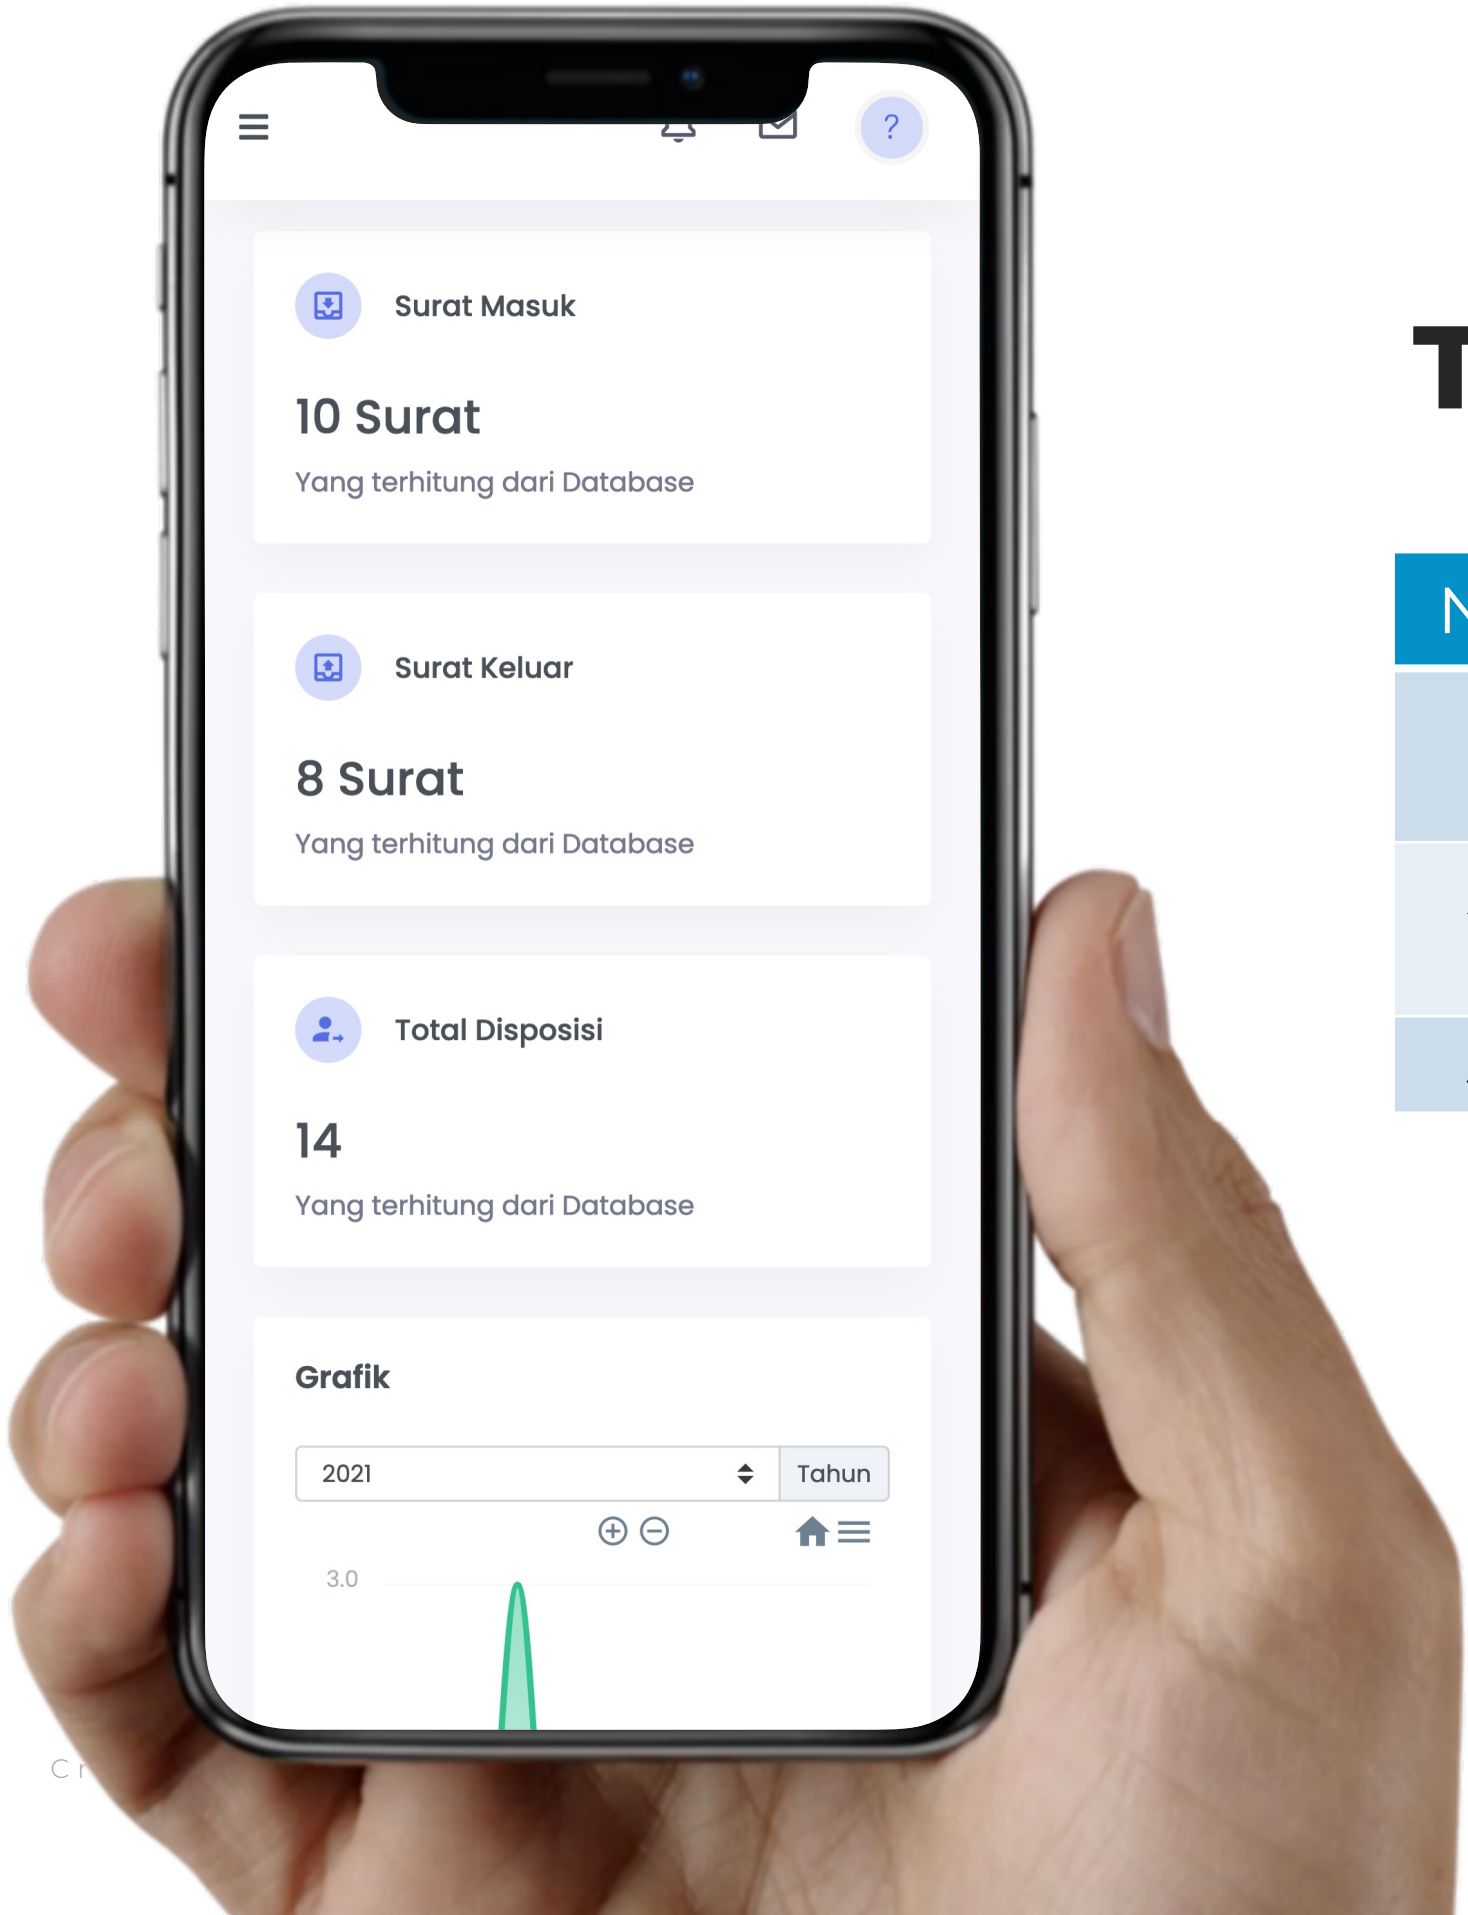 ?
Surat Masuk
10 Surat
Yang terhitung dari Database
Surat Keluar
8 Surat
Yang terhitung dari Database
Total Disposisi
14
Yang terhitung dari Database
Grafik
2021
Tahun
3.0
T
N
Cr